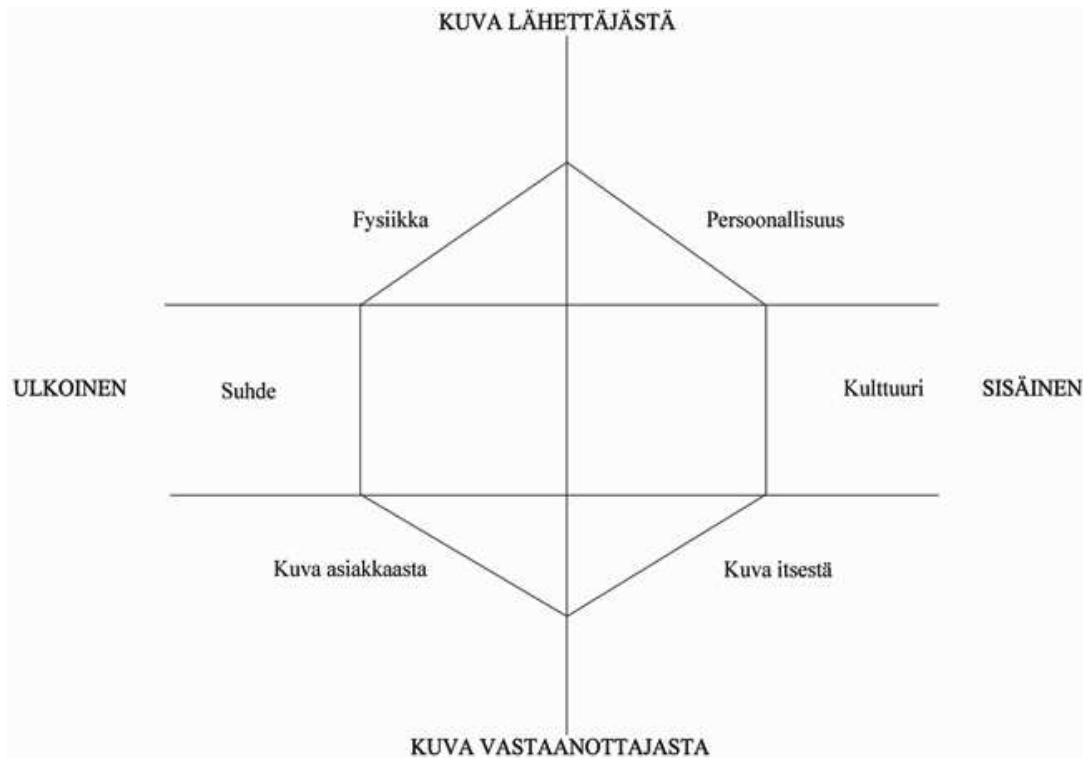 KUVA LÄHETTÄJÄSTÄ
Fysiikka
Persoonallisuus
ULKOINEN
Suhde
Kulttuuri
SISÄINEN
Kuva asiakkaasta
Kuva itsestä
KUVA VASTAANOTTAJASTA